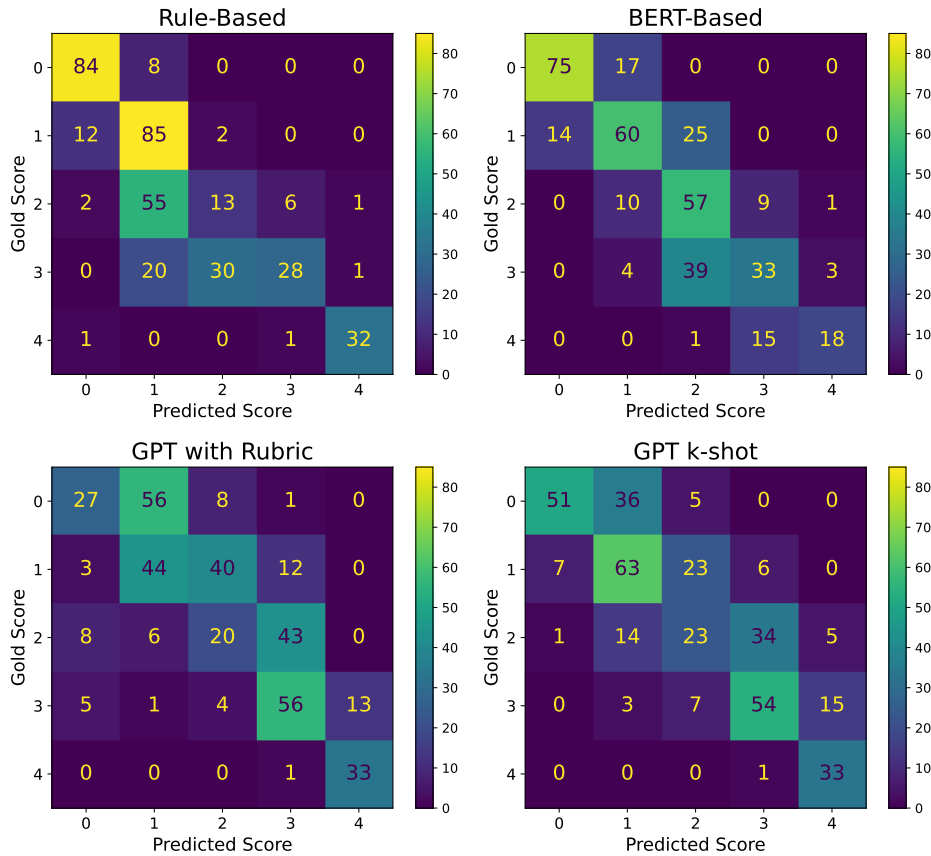 Rule-Based
Gold Score
0 84 8 0 0 0
1 12 85 2 0 0
2 2 55 13 6 1
3 0 20 30 28 1
4 1 0 0 1 32
0 1 2 3 4
Predicted Score
80
70
60
50
40
30
20
10
0
BERT-Based
Gold Score
0 75 17 0 0 0
1 14 60 25 0 0
2 0 10 57 9 1
3 0 4 39 33 3
4 0 0 1 15 18
0 1 2 3 4
Predicted Score
80
70
60
50
40
30
20
10
0
GPT with Rubric
Gold Score
0 27 56 8 1 0
1 3 44 40 12 0
2 8 6 20 43 0
3 5 1 4 56 13
4 0 0 0 1 33
0 1 2 3 4
Predicted Score
80
70
60
50
40
30
20
10
0
GPT k-shot
Gold Score
0 51 36 5 0 0
1 7 63 23 6 0
2 1 14 23 34 5
3 0 3 7 54 15
4 0 0 0 1 33
0 1 2 3 4
Predicted Score
80
70
60
50
40
30
20
10
0